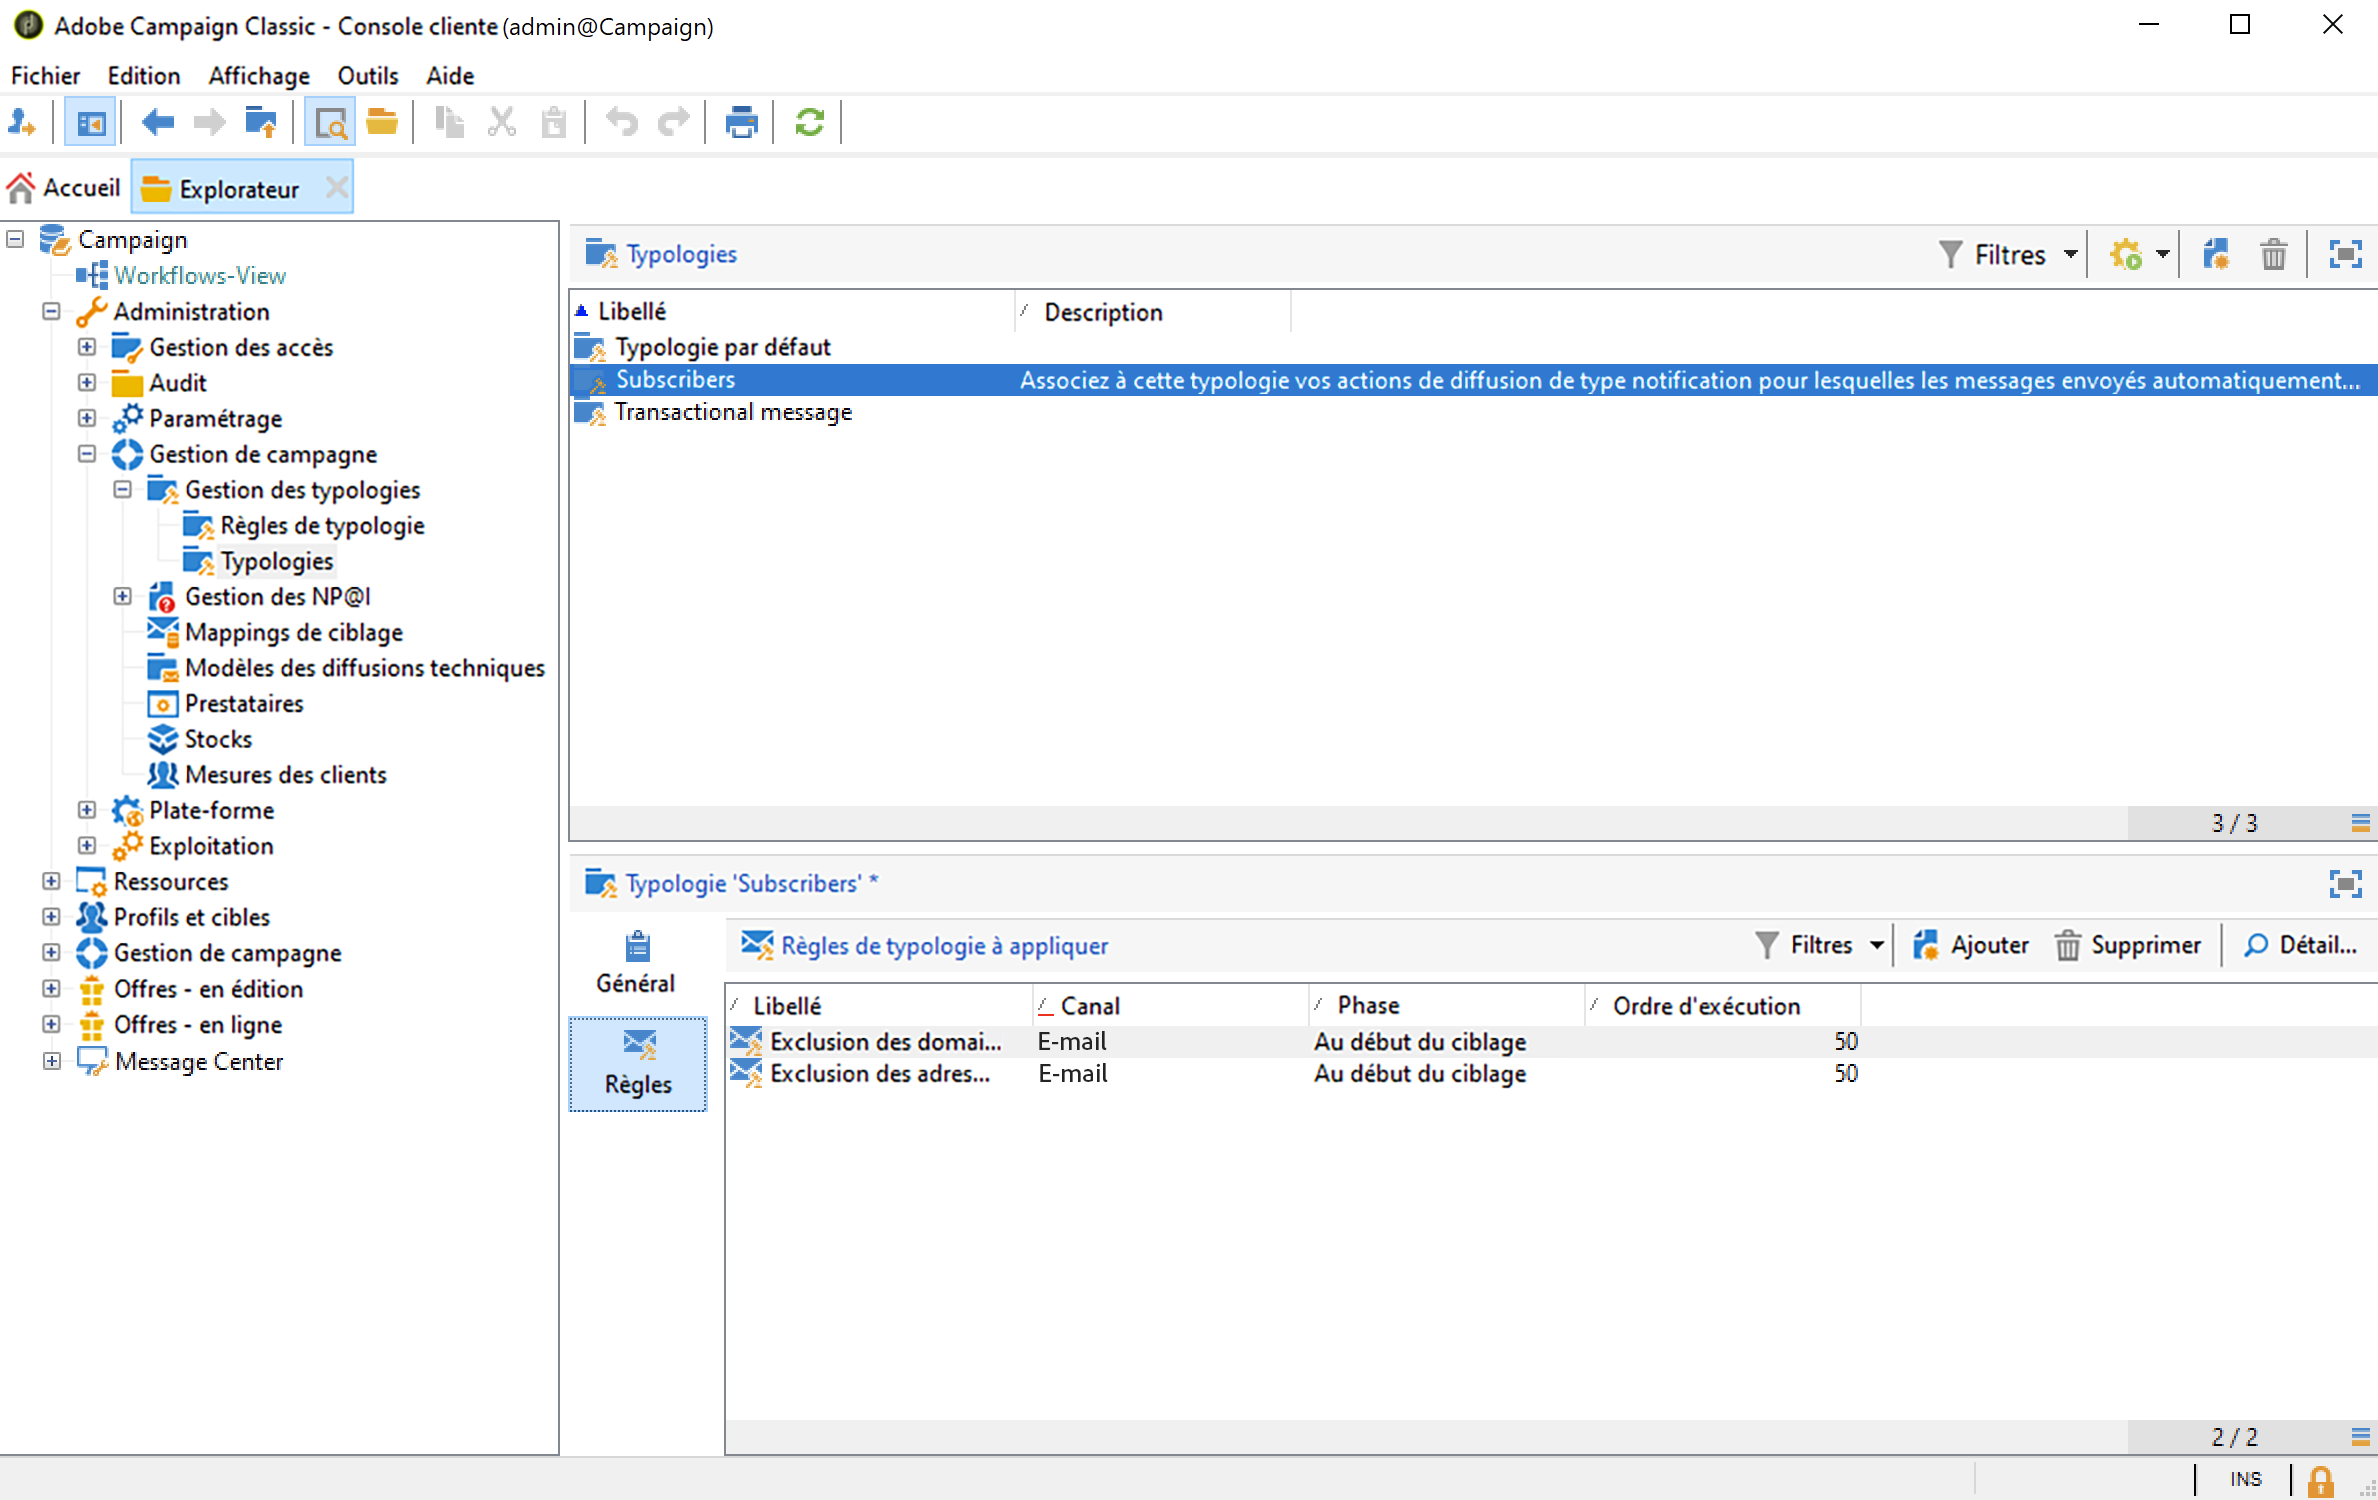 Adobe Campaign Classic - Console cliente (admin@Campaign)
Fichier Edition Affichage Outils Aide
Accueil Explorateur
Campaign
Workflows-View
Administration
Gestion des accès
Audit
Paramétrage
Gestion de campagne
Gestion des typologies
Règles de typologie
Typologies
Gestion des NP@I
Mappings de ciblage
Modèles des diffusions techniques
Prestataires
Stocks
Mesures des clients
Plate-forme
Exploitation
Ressources
Profils et cibles
Gestion de campagne
Offres - en édition
Offres - en ligne
Message Center
Typologies Filtres
Libellé Description
Typologie par défaut
Subscribers Associez à cette typologie vos actions de diffusion de type notification pour lesquelles les messages envoyés automatiquement...
Transactional message
3 / 3
Typologie 'Subscribers' *
Général
Règles
Règles de typologie à appliquer Filtres Ajouter Supprimer Détail...
Libellé Canal Phase Ordre d'exécution
Exclusion des domai... E-mail Au début du ciblage 50
Exclusion des adres... E-mail Au début du ciblage 50
2 / 2
INS